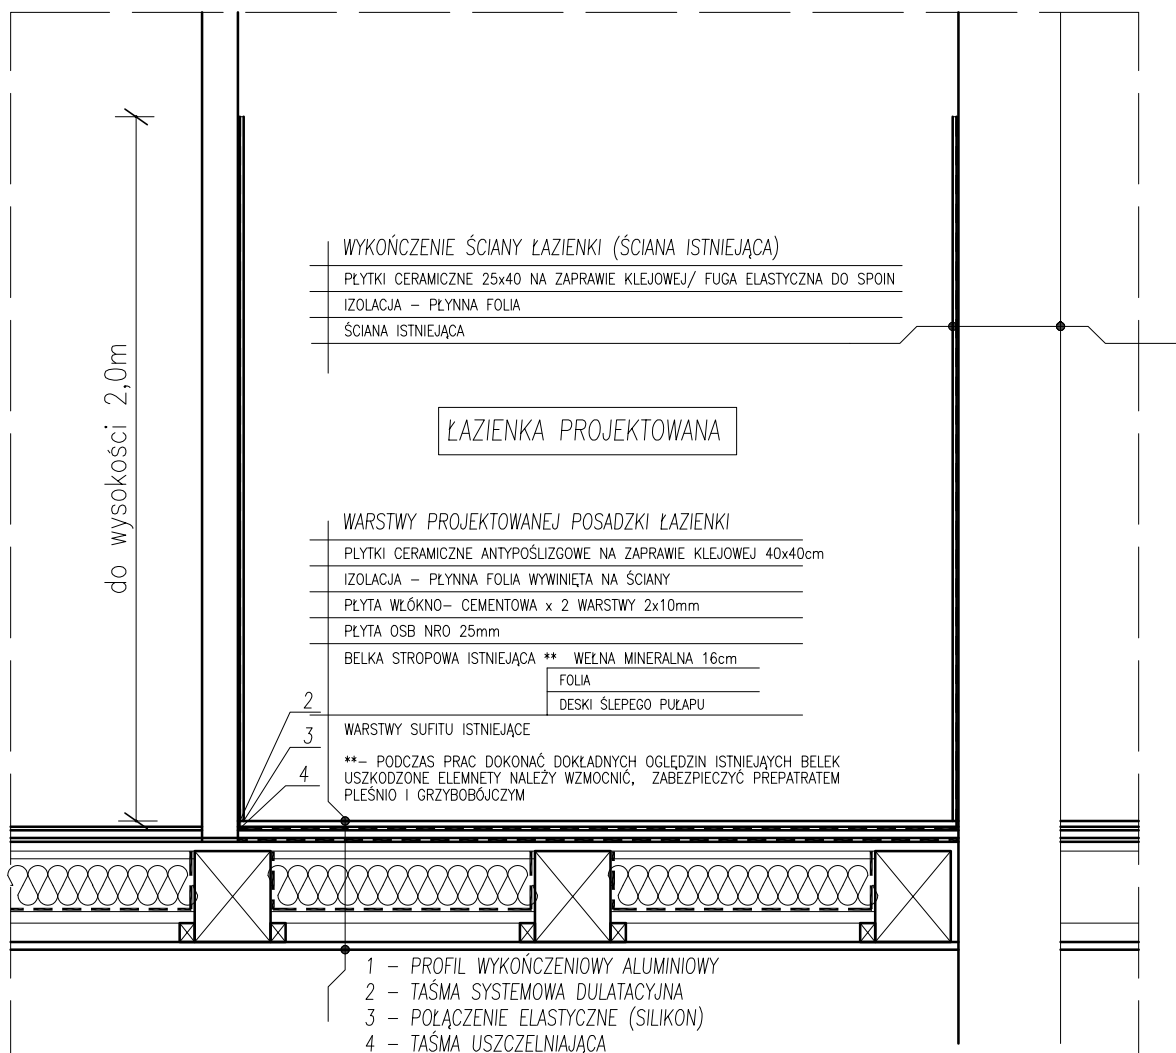 WYKOŃCZENIE ŚCIANY ŁAZIENKI (ŚCIANA ISTNIEJĄCA)
PŁYTKI CERAMICZNE 25x40 NA ZAPRAWIE KLEJOWEJ/ FUGA ELASTYCZNA DO SPOIN
IZOLACJA – PŁYNNA FOLIA
ŚCIANA ISTNIEJĄCA
do wysokości 2,0m
ŁAZIENKA PROJEKTOWANA
WARSTWY PROJEKTOWANEJ POSADZKI ŁAZIENKI
PŁYTKI CERAMICZNE ANTYPOŚLIZGOWE NA ZAPRAWIE KLEJOWEJ 40x40cm
IZOLACJA – PŁYNNA FOLIA WYWINIĘTA NA ŚCIANY
PŁYTA WŁÓKNO– CEMENTOWA x 2 WARSTWY 2x10mm
PŁYTA OSB NRO 25mm
BELKA STROPOWA ISTNIEJĄCA ** WEŁNA MINERALNA 16cm
FOLIA
DESKI ŚLEPEGO PUŁAPU
WARSTWY SUFITU ISTNIEJĄCE
2
3
4
**– PODCZAS PRAC DOKONAĆ DOKŁADNYCH OGLĘDZIN ISTNIEJĄYCH BELEK
USZKODZONE ELEMNETY NALEŻY WZMOCNIĆ, ZABEZPIECZYĆ PREPATRATEM
PLEŚNIO I GRZYBOBÓJCZYM
1 – PROFIL WYKOŃCZENIOWY ALUMINIOWY
2 – TAŚMA SYSTEMOWA DULATACYJNA
3 – POŁĄCZENIE ELASTYCZNE (SILIKON)
4 – TAŚMA USZCZELNIAJĄCA